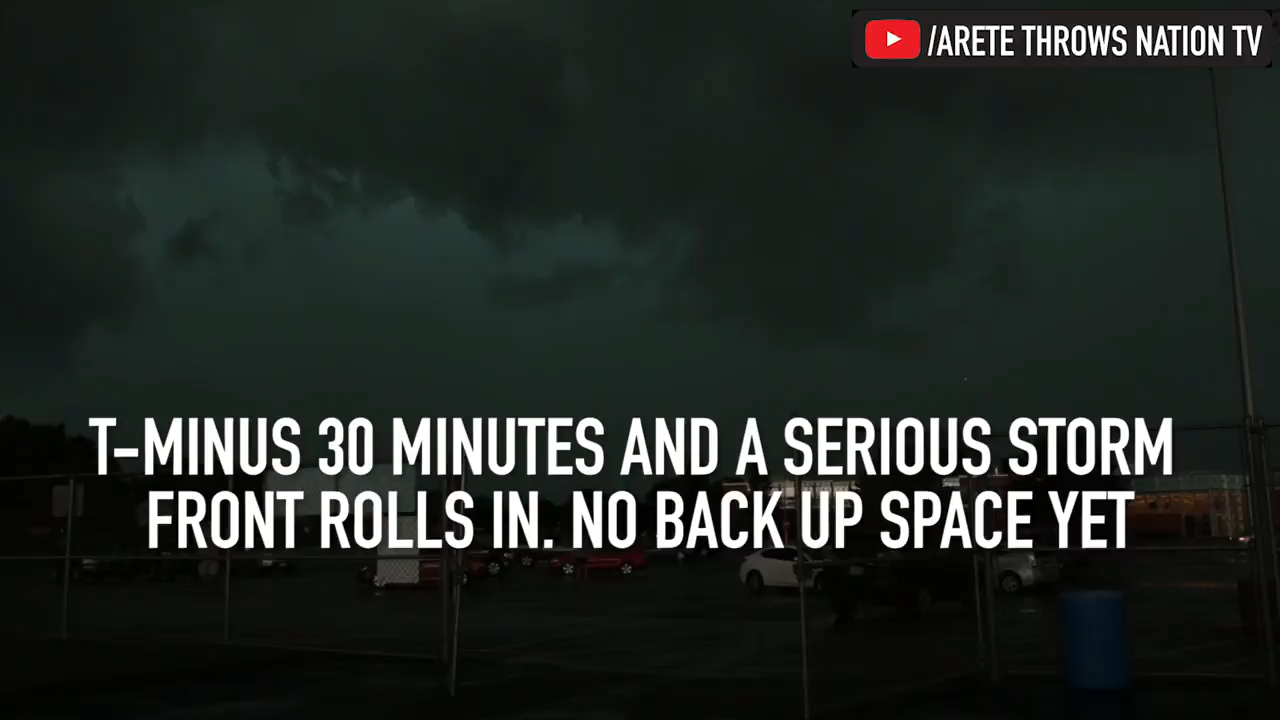 /ARETE THROWS NATION TV
T-MINUS 30 MINUTES AND A SERIOUS STORM
FRONT ROLLS IN. NO BACK UP SPACE YET